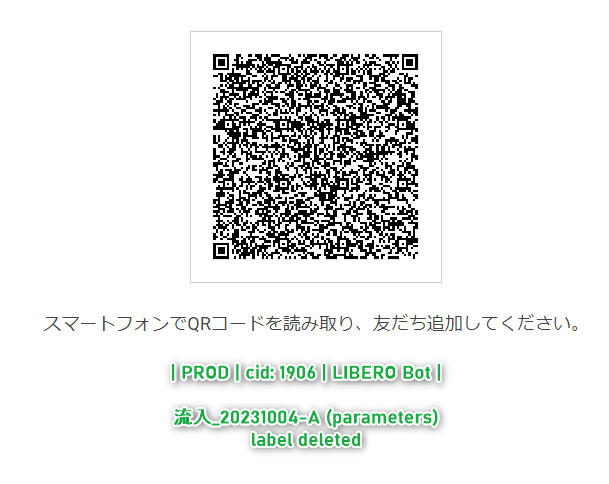 スマートフォンでQRコードを読み取り、友だち追加してください。
| PROD | cid: 1906 | LIBERO Bot |
流入_20231004-A (parameters)
label deleted